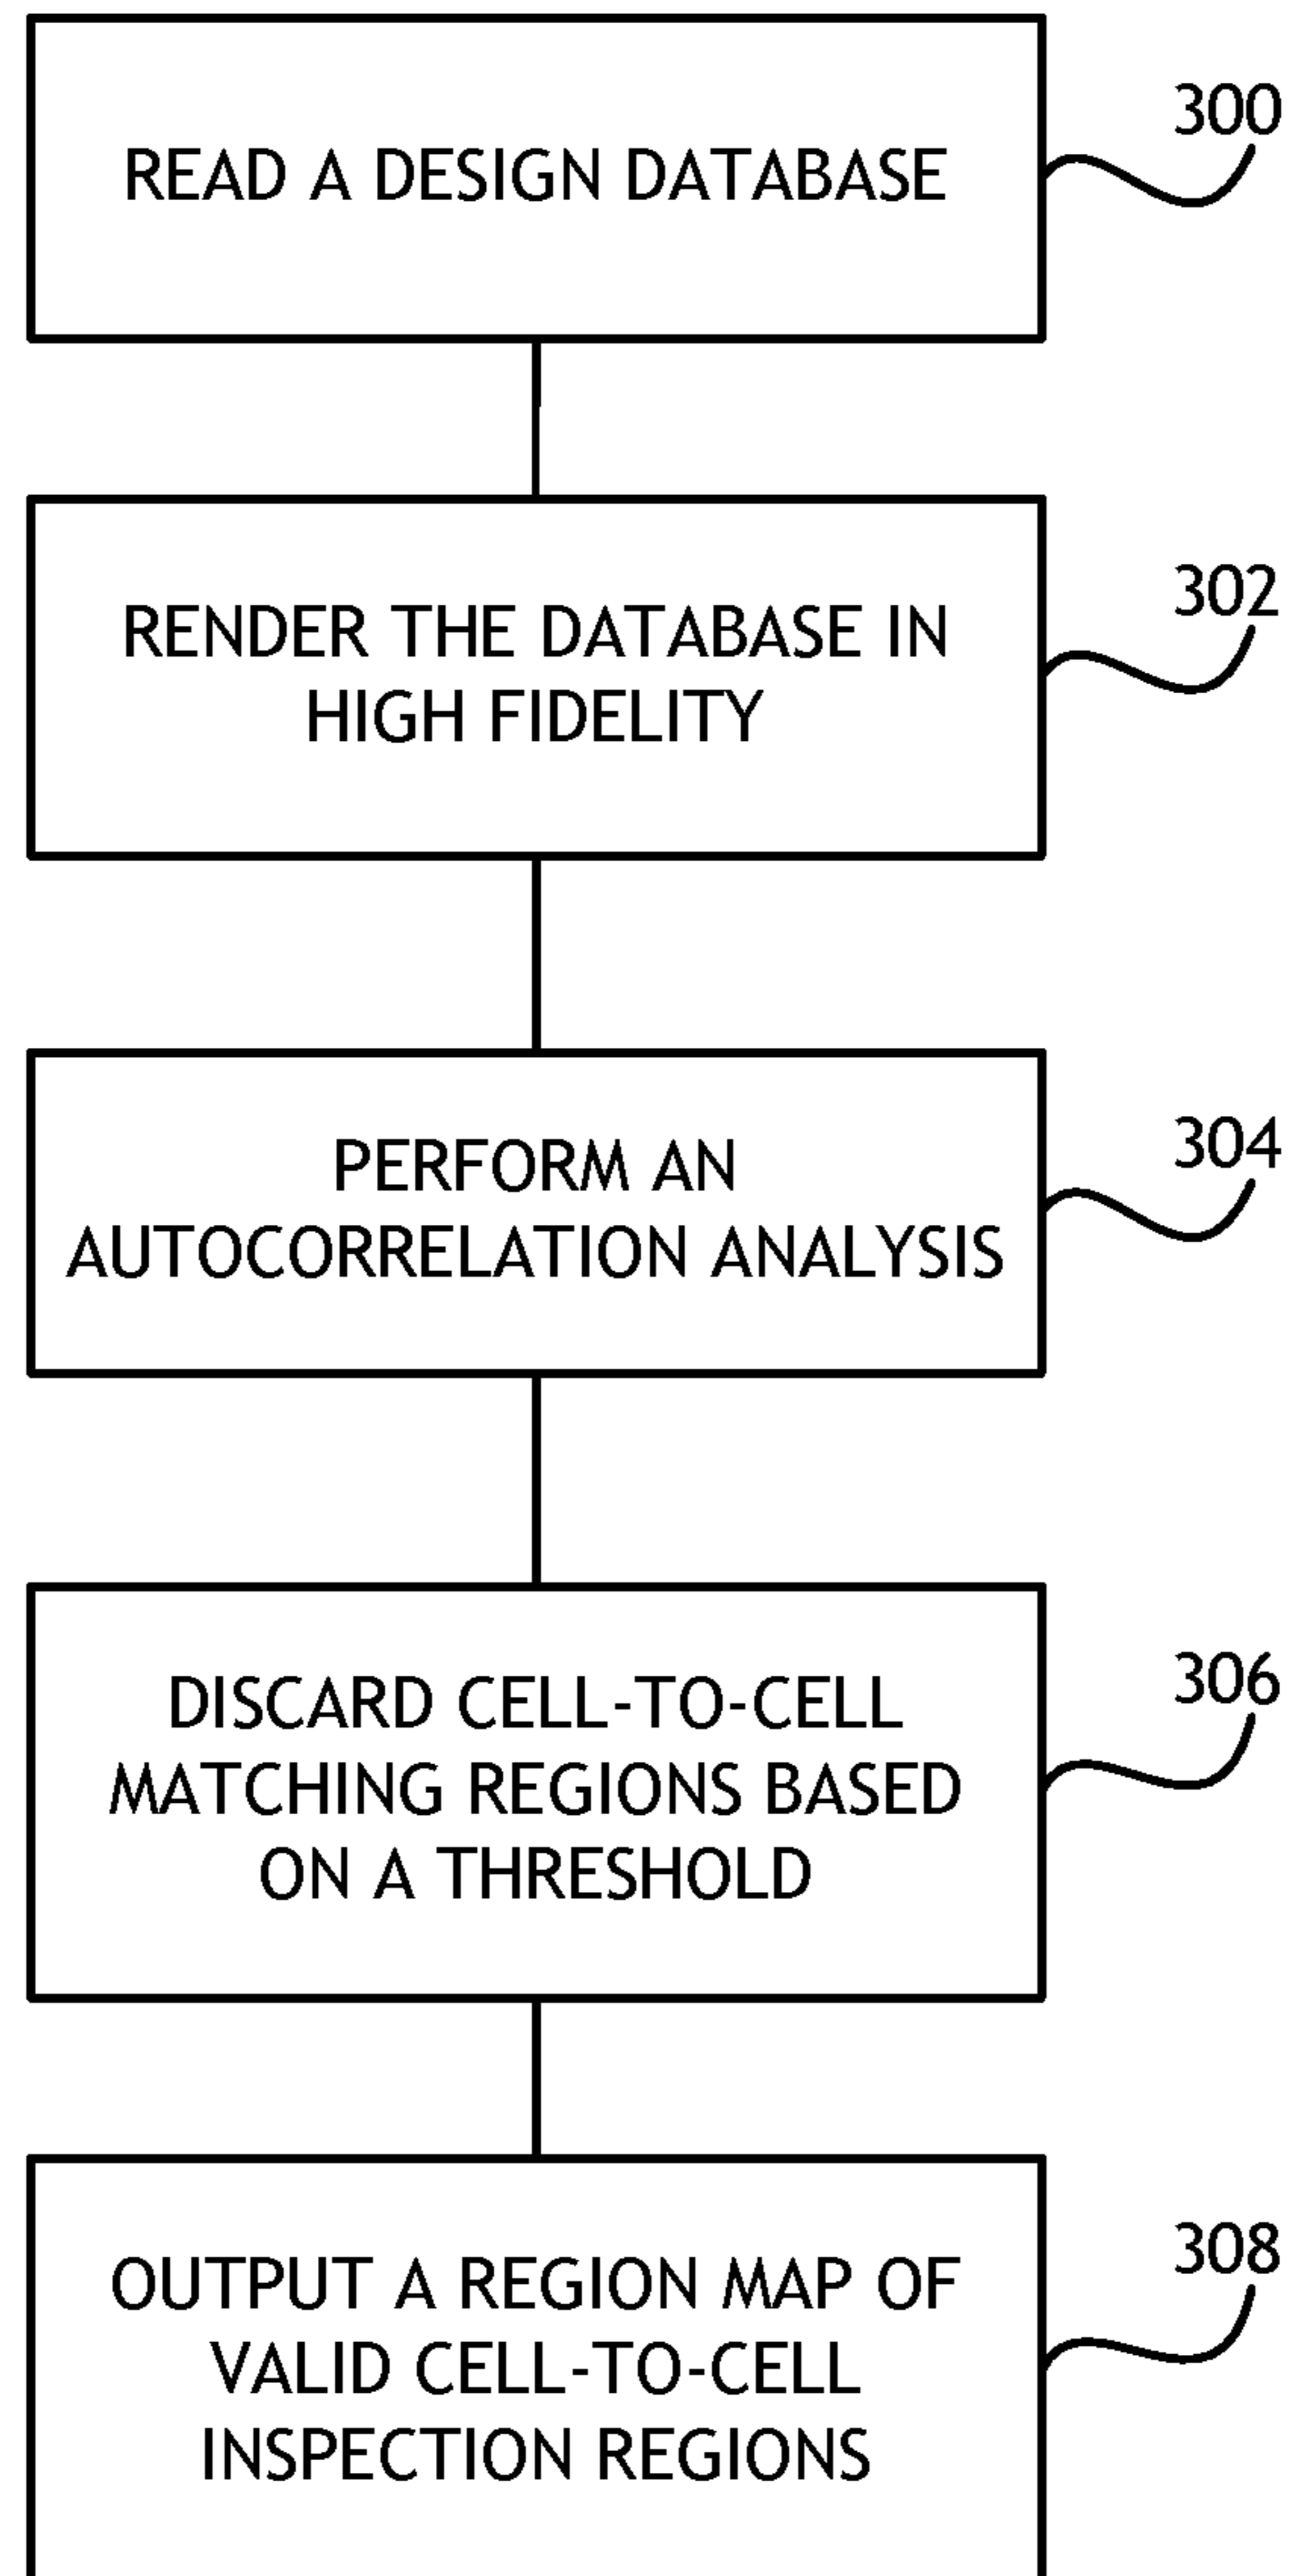 READ A DESIGN DATABASE
300
RENDER THE DATABASE IN
HIGH FIDELITY
302
PERFORM AN
AUTOCORRELATION ANALYSIS
304
DISCARD CELL-TO-CELL
MATCHING REGIONS BASED
ON A THRESHOLD
306
OUTPUT A REGION MAP OF
VALID CELL-TO-CELL
INSPECTION REGIONS
308